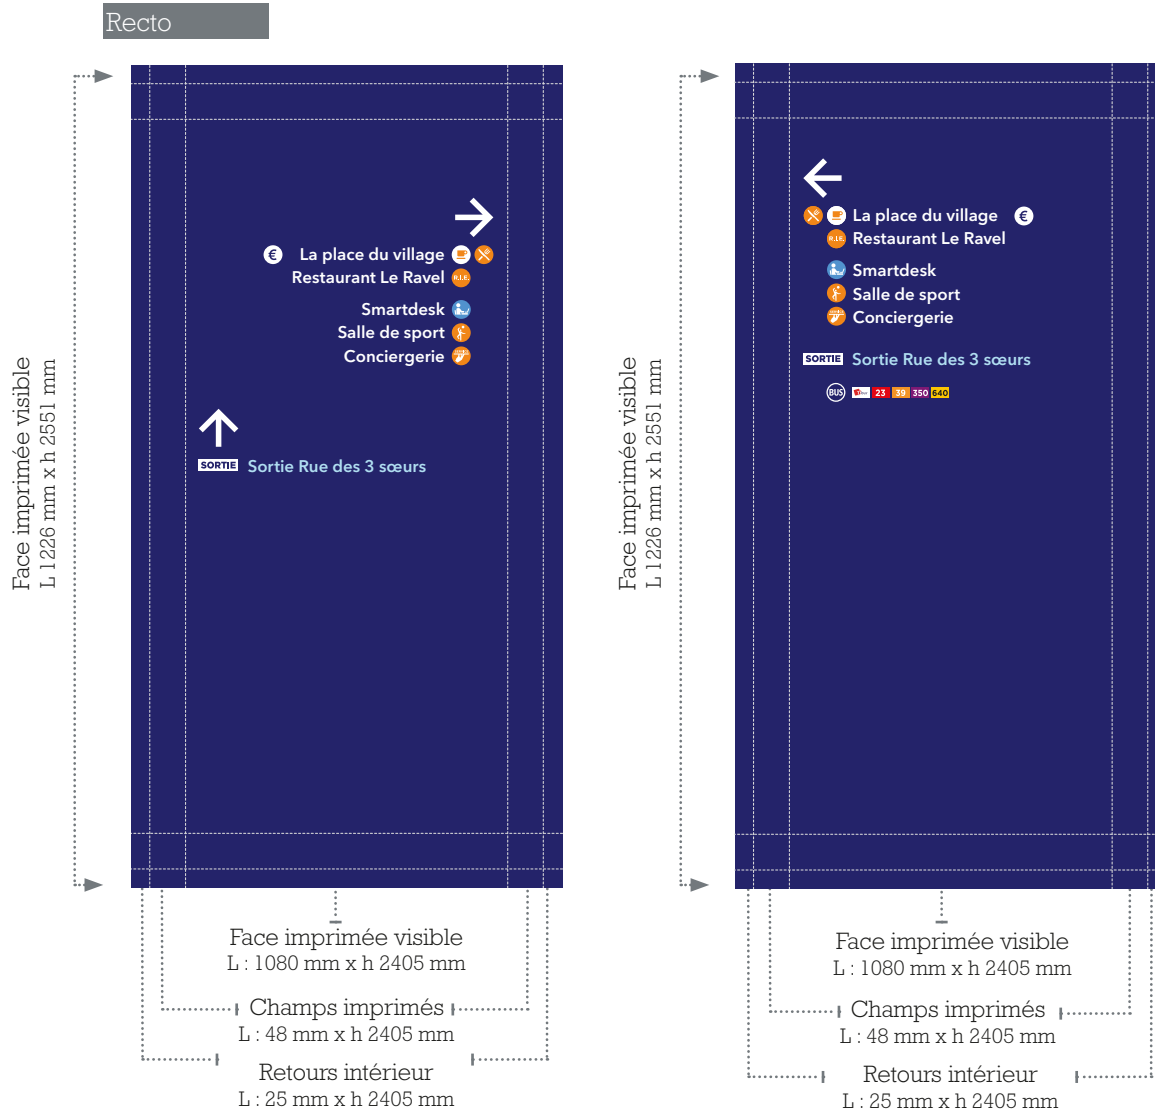 Recto
Face imprimée visible
L 1226 mm x h 2551 mm
€ La place du village
Restaurant Le Ravel R.I.E.
Smartdesk
Salle de sport
Conciergerie
SORTIE Sortie Rue des 3 sœurs
Face imprimée visible
L : 1080 mm x h 2405 mm
Champs imprimés
L : 48 mm x h 2405 mm
Retours intérieur
L : 25 mm x h 2405 mm
Face imprimée visible
L 1226 mm x h 2551 mm
La place du village €
R.I.E. Restaurant Le Ravel
Smartdesk
Salle de sport
Conciergerie
SORTIE Sortie Rue des 3 sœurs
BUS 23 39 350 640
Face imprimée visible
L : 1080 mm x h 2405 mm
Champs imprimés
L : 48 mm x h 2405 mm
Retours intérieur
L : 25 mm x h 2405 mm